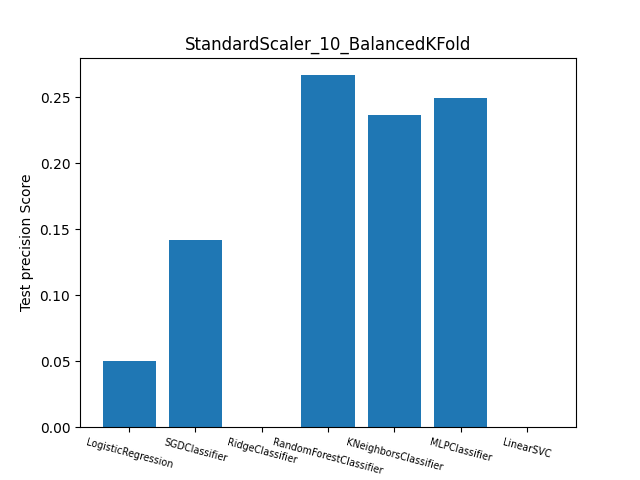 StandardScaler_10_BalancedKFold
Test precision Score
0.25
0.20
0.15
0.10
0.05
0.00
LogisticRegression
SGDClassifier
RidgeClassifier
RandomForestClassifier
KNeighborsClassifier
MLPClassifier
LinearSVC